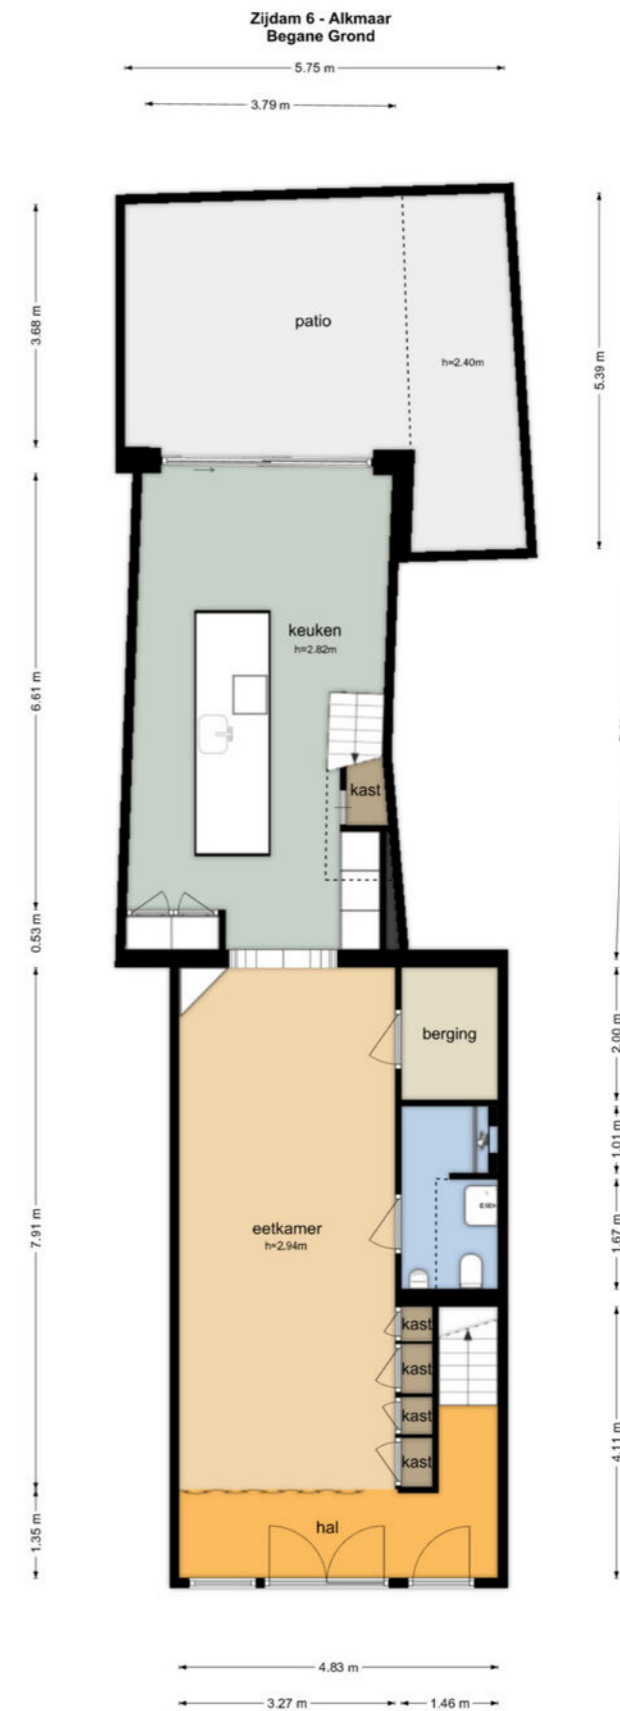 Zijdam 6 - Alkmaar
Begane Grond
5.75 m
3.79 m
3.68 m
patio
h=2.40m
5.39 m
keuken
h=2.82m
6.61 m
kast
0.53 m
berging
2.00 m
1.01 m
eetkamer
h=2.94m
7.91 m
1.67 m
kast
kast
kast
kast
4.11 m
hal
1.35 m
4.83 m
3.27 m
1.46 m